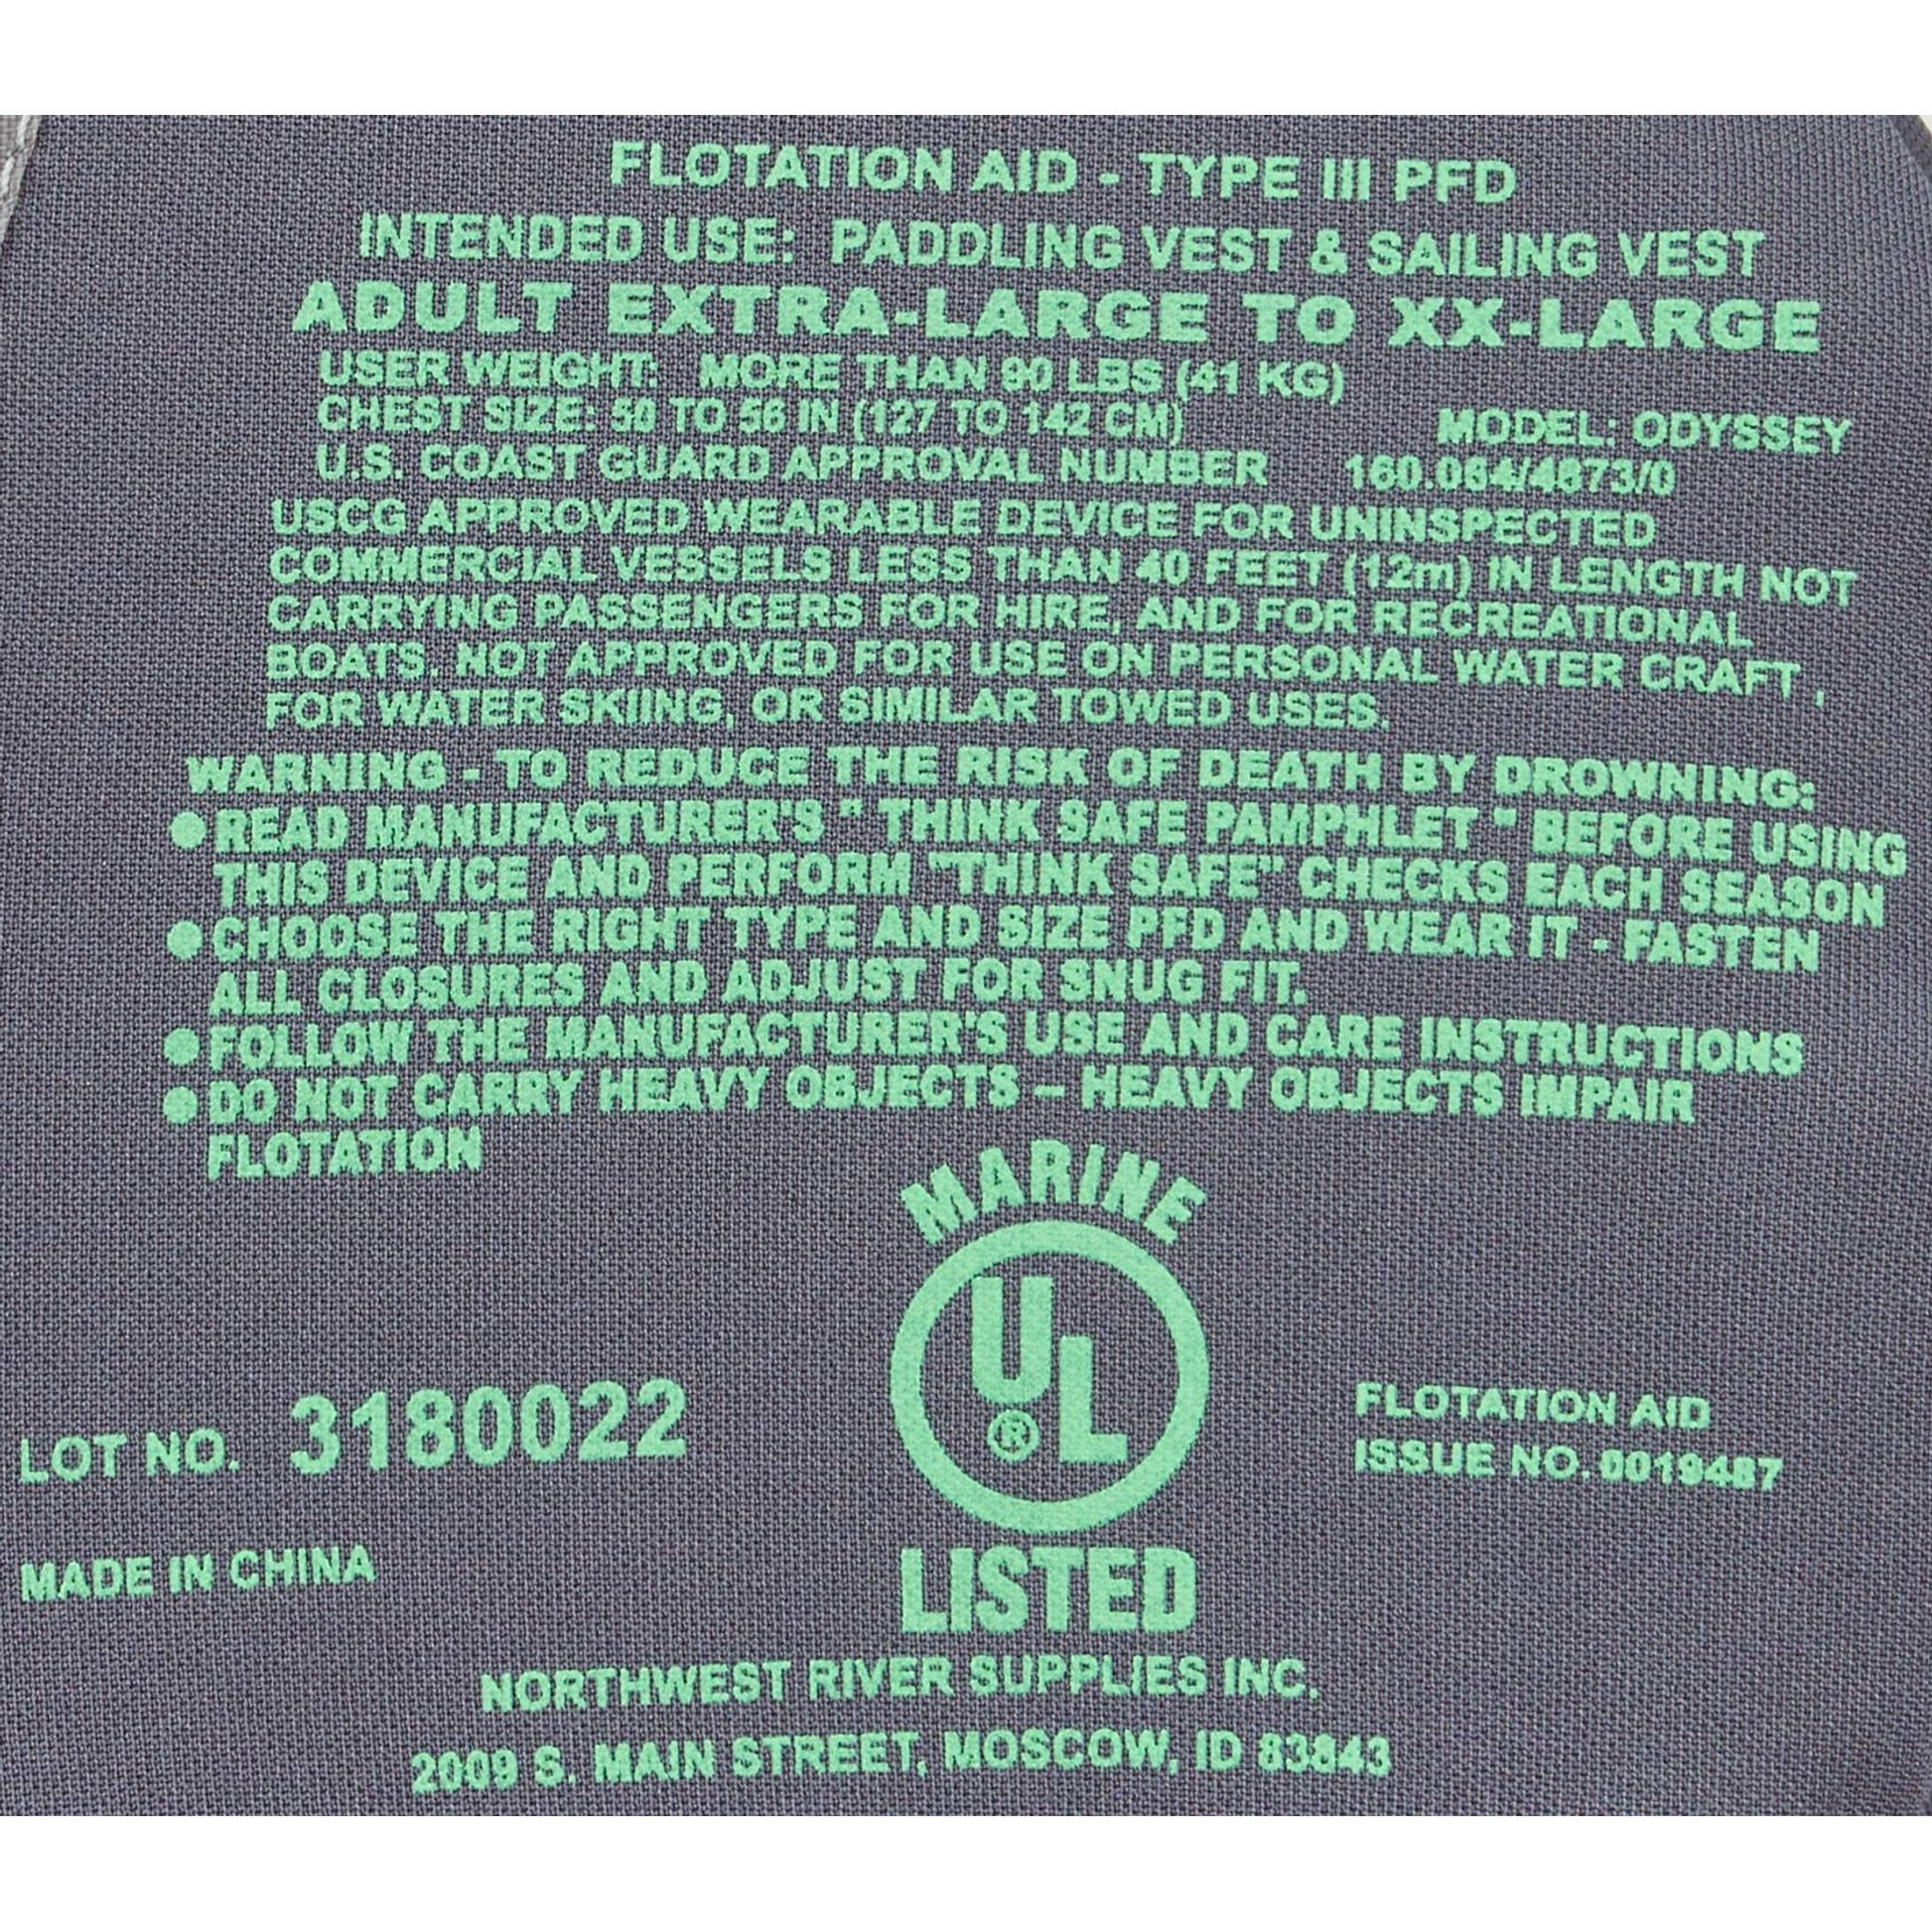 FLOTATION AID - TYPE III PFD
INTENDED USE: PADDLING VEST & SAILING VEST
ADULT EXTRA-LARGE TO XX-LARGE
USER WEIGHT: MORE THAN 90 LBS (41 KG)
CHEST SIZE: 50 TO 56 IN (127 TO 142 CM)
MODEL: ODYSSEY
U.S. COAST GUARD APPROVAL NUMBER 160.064/4873/0
USCG APPROVED WEARABLE DEVICE FOR UNINSPECTED
COMMERCIAL VESSELS LESS THAN 40 FEET (12m) IN LENGTH NOT
CARRYING PASSENGERS FOR HIRE, AND FOR RECREATIONAL
BOATS. NOT APPROVED FOR USE ON PERSONAL WATER CRAFT ,
FOR WATER SKIING, OR SIMILAR TOWED USES.
WARNING - TO REDUCE THE RISK OF DEATH BY DROWNING:
●READ MANUFACTURER'S " THINK SAFE PAMPHLET " BEFORE USING
THIS DEVICE AND PERFORM "THINK SAFE" CHECKS EACH SEASON
●CHOOSE THE RIGHT TYPE AND SIZE PFD AND WEAR IT - FASTEN
ALL CLOSURES AND ADJUST FOR SNUG FIT.
●FOLLOW THE MANUFACTURER'S USE AND CARE INSTRUCTIONS
●DO NOT CARRY HEAVY OBJECTS – HEAVY OBJECTS IMPAIR
FLOTATION
MARINE
UL
®
LISTED
LOT NO. 3180022
FLOTATION AID
ISSUE NO. 0019487
MADE IN CHINA
NORTHWEST RIVER SUPPLIES INC.
2009 S. MAIN STREET, MOSCOW, ID 83843